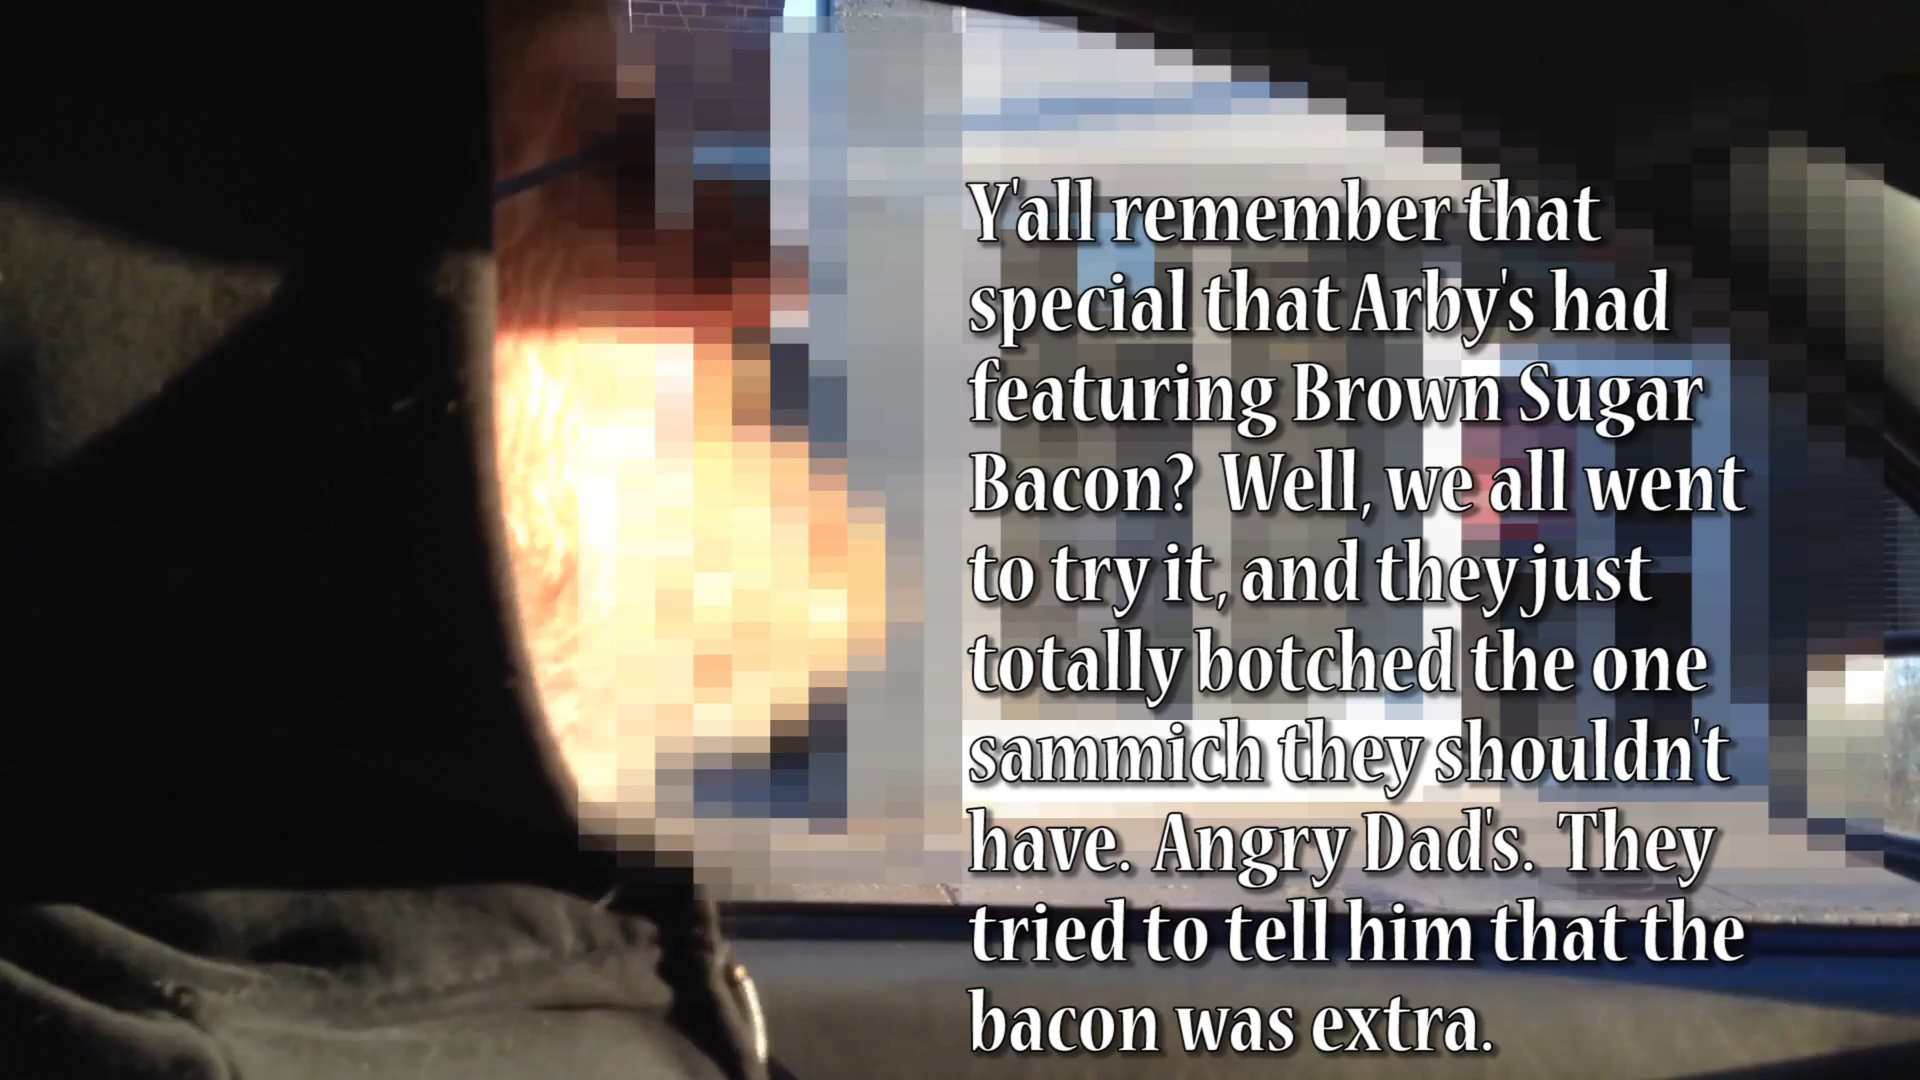 Y'all remember that
special that Arby's had
featuring Brown Sugar
Bacon?  Well, we all went
to try it, and they just
totally botched the one
sammich they shouldn't
have.  Angry Dad's.  They
tried to tell him that the
bacon was extra.